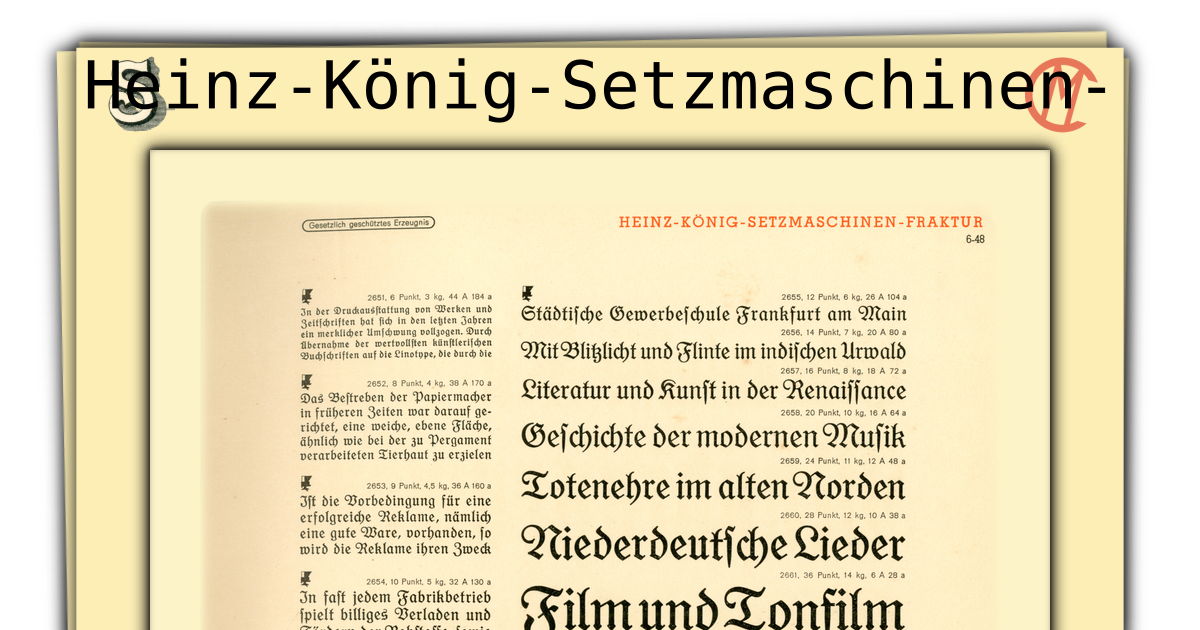 Heinz-König-Setzmaschinen-
Gesetzlich geschütztes Erzeugnis
HEINZ-KÖNIG-SETZMASCHINEN-FRAKTUR
6-48
2651, 6 Punkt, 3 kg, 44 A 184 a
In der Druckausſtattung von Werken und
Zeitſchriften hat ſich in den letzten Jahren
ein merklicher Umſchwung vollzogen. Durch
Übernahme der wertvollſten künſtleriſchen
Buchſchriften auf die Linotype, die durch die
2652, 8 Punkt, 4 kg, 38 A 170 a
Das Beſtreben der Papiermacher
in früheren Zeiten war darauf ge-
richtet, eine weiche, ebene Fläche,
ähnlich wie bei der zu Pergament
verarbeiteten Tierhaut zu erzielen
2653, 9 Punkt, 4,5 kg, 36 A 160 a
Iſt die Vorbedingung für eine
erfolgreiche Reklame, nämlich
eine gute Ware, vorhanden, ſo
wird die Reklame ihren Zweck
2654, 10 Punkt, 5 kg, 32 A 130 a
In faſt jedem Fabrikbetrieb
ſpielt billiges Verladen und
2655, 12 Punkt, 6 kg, 26 A 104 a
Städtiſche Gewerbeſchule Frankfurt am Main
2656, 14 Punkt, 7 kg, 20 A 80 a
Mit Blitzlicht und Flinte im indiſchen Urwald
2657, 16 Punkt, 8 kg, 18 A 72 a
Literatur und Kunſt in der Renaiſſance
2658, 20 Punkt, 10 kg, 16 A 64 a
Geſchichte der modernen Muſik
2659, 24 Punkt, 11 kg, 12 A 48 a
Totenehre im alten Norden
2660, 28 Punkt, 12 kg, 10 A 38 a
Niederdeutſche Lieder
2661, 36 Punkt, 14 kg, 6 A 28 a
Film und Tonfilm